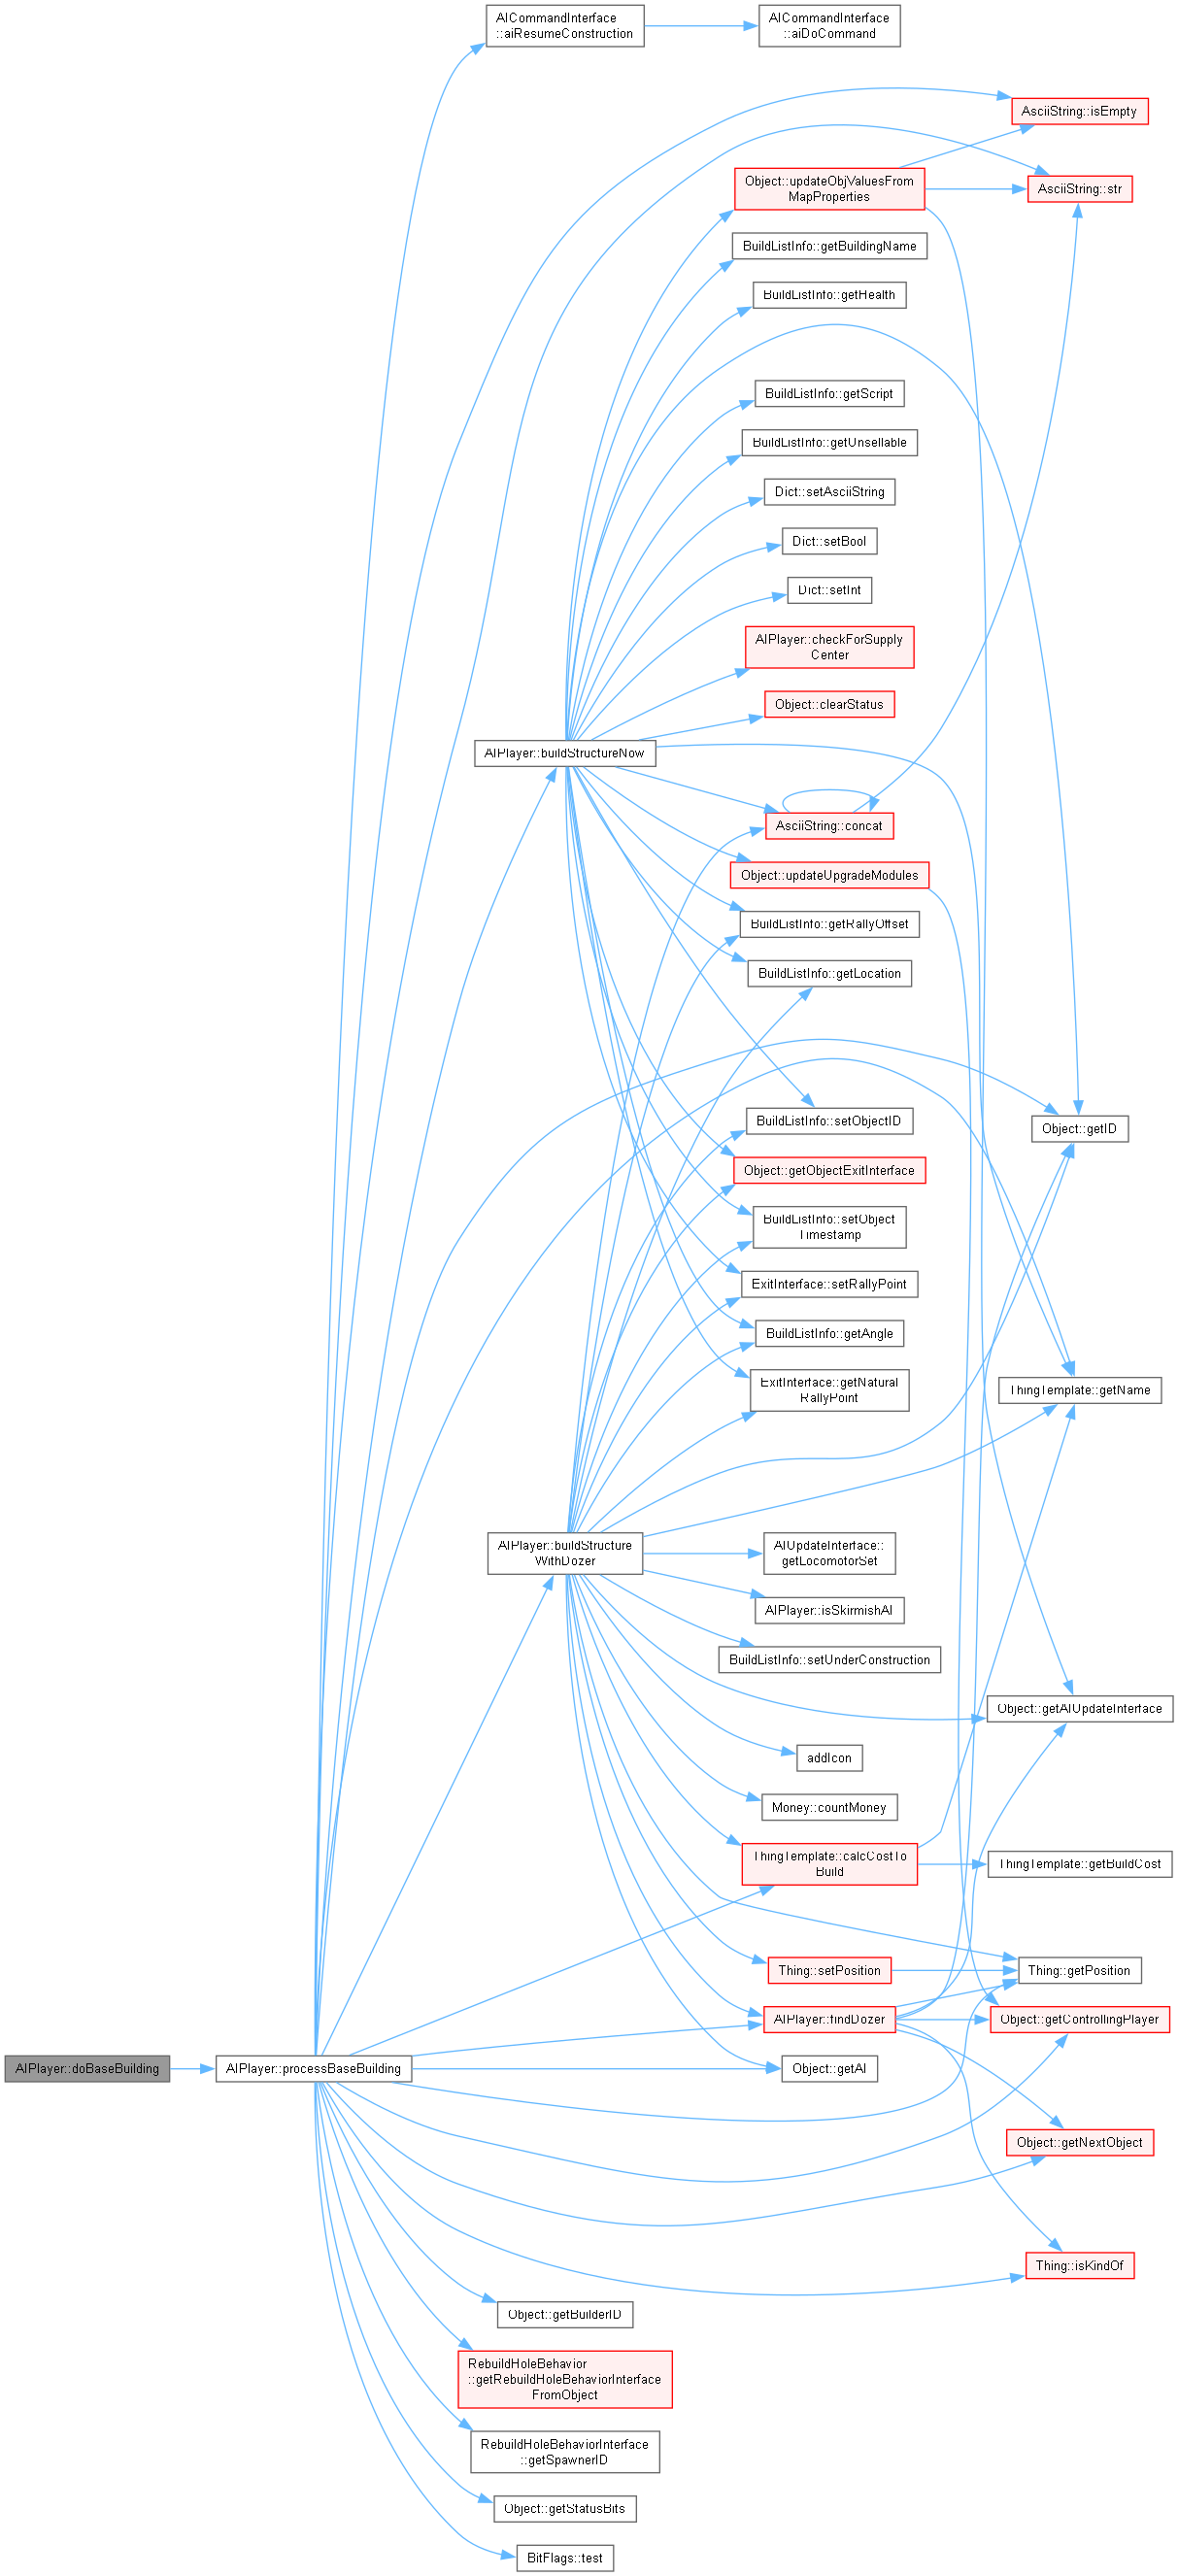 AICommandInterface
::aiResumeConstruction
AICommandInterface
::aiDoCommand
AsciiString::isEmpty
Object::updateObjValuesFrom
MapProperties
AsciiString::str
BuildListInfo::getBuildingName
BuildListInfo::getHealth
BuildListInfo::getScript
BuildListInfo::getUnsellable
Dict::setAsciiString
Dict::setBool
Dict::setInt
AIPlayer::checkForSupply
Center
Object::clearStatus
AIPlayer::buildStructureNow
AsciiString::concat
Object::updateUpgradeModules
BuildListInfo::getRallyOffset
BuildListInfo::getLocation
BuildListInfo::setObjectID
Object::getID
Object::getObjectExitInterface
BuildListInfo::setObject
Timestamp
ExitInterface::setRallyPoint
BuildListInfo::getAngle
ExitInterface::getNatural
RallyPoint
ThingTemplate::getName
AIPlayer::buildStructure
WithDozer
AIUpdateInterface::
getLocomotorSet
AIPlayer::isSkirmishAI
BuildListInfo::setUnderConstruction
Object::getAIUpdateInterface
addIcon
Money::countMoney
ThingTemplate::calcCostTo
Build
ThingTemplate::getBuildCost
Thing::setPosition
Thing::getPosition
AIPlayer::findDozer
Object::getControllingPlayer
AIPlayer::doBaseBuilding
AIPlayer::processBaseBuilding
Object::getAI
Object::getNextObject
Thing::isKindOf
Object::getBuilderID
RebuildHoleBehavior
::getRebuildHoleBehaviorInterface
FromObject
RebuildHoleBehaviorInterface
::getSpawnerID
Object::getStatusBits
BitFlags::test